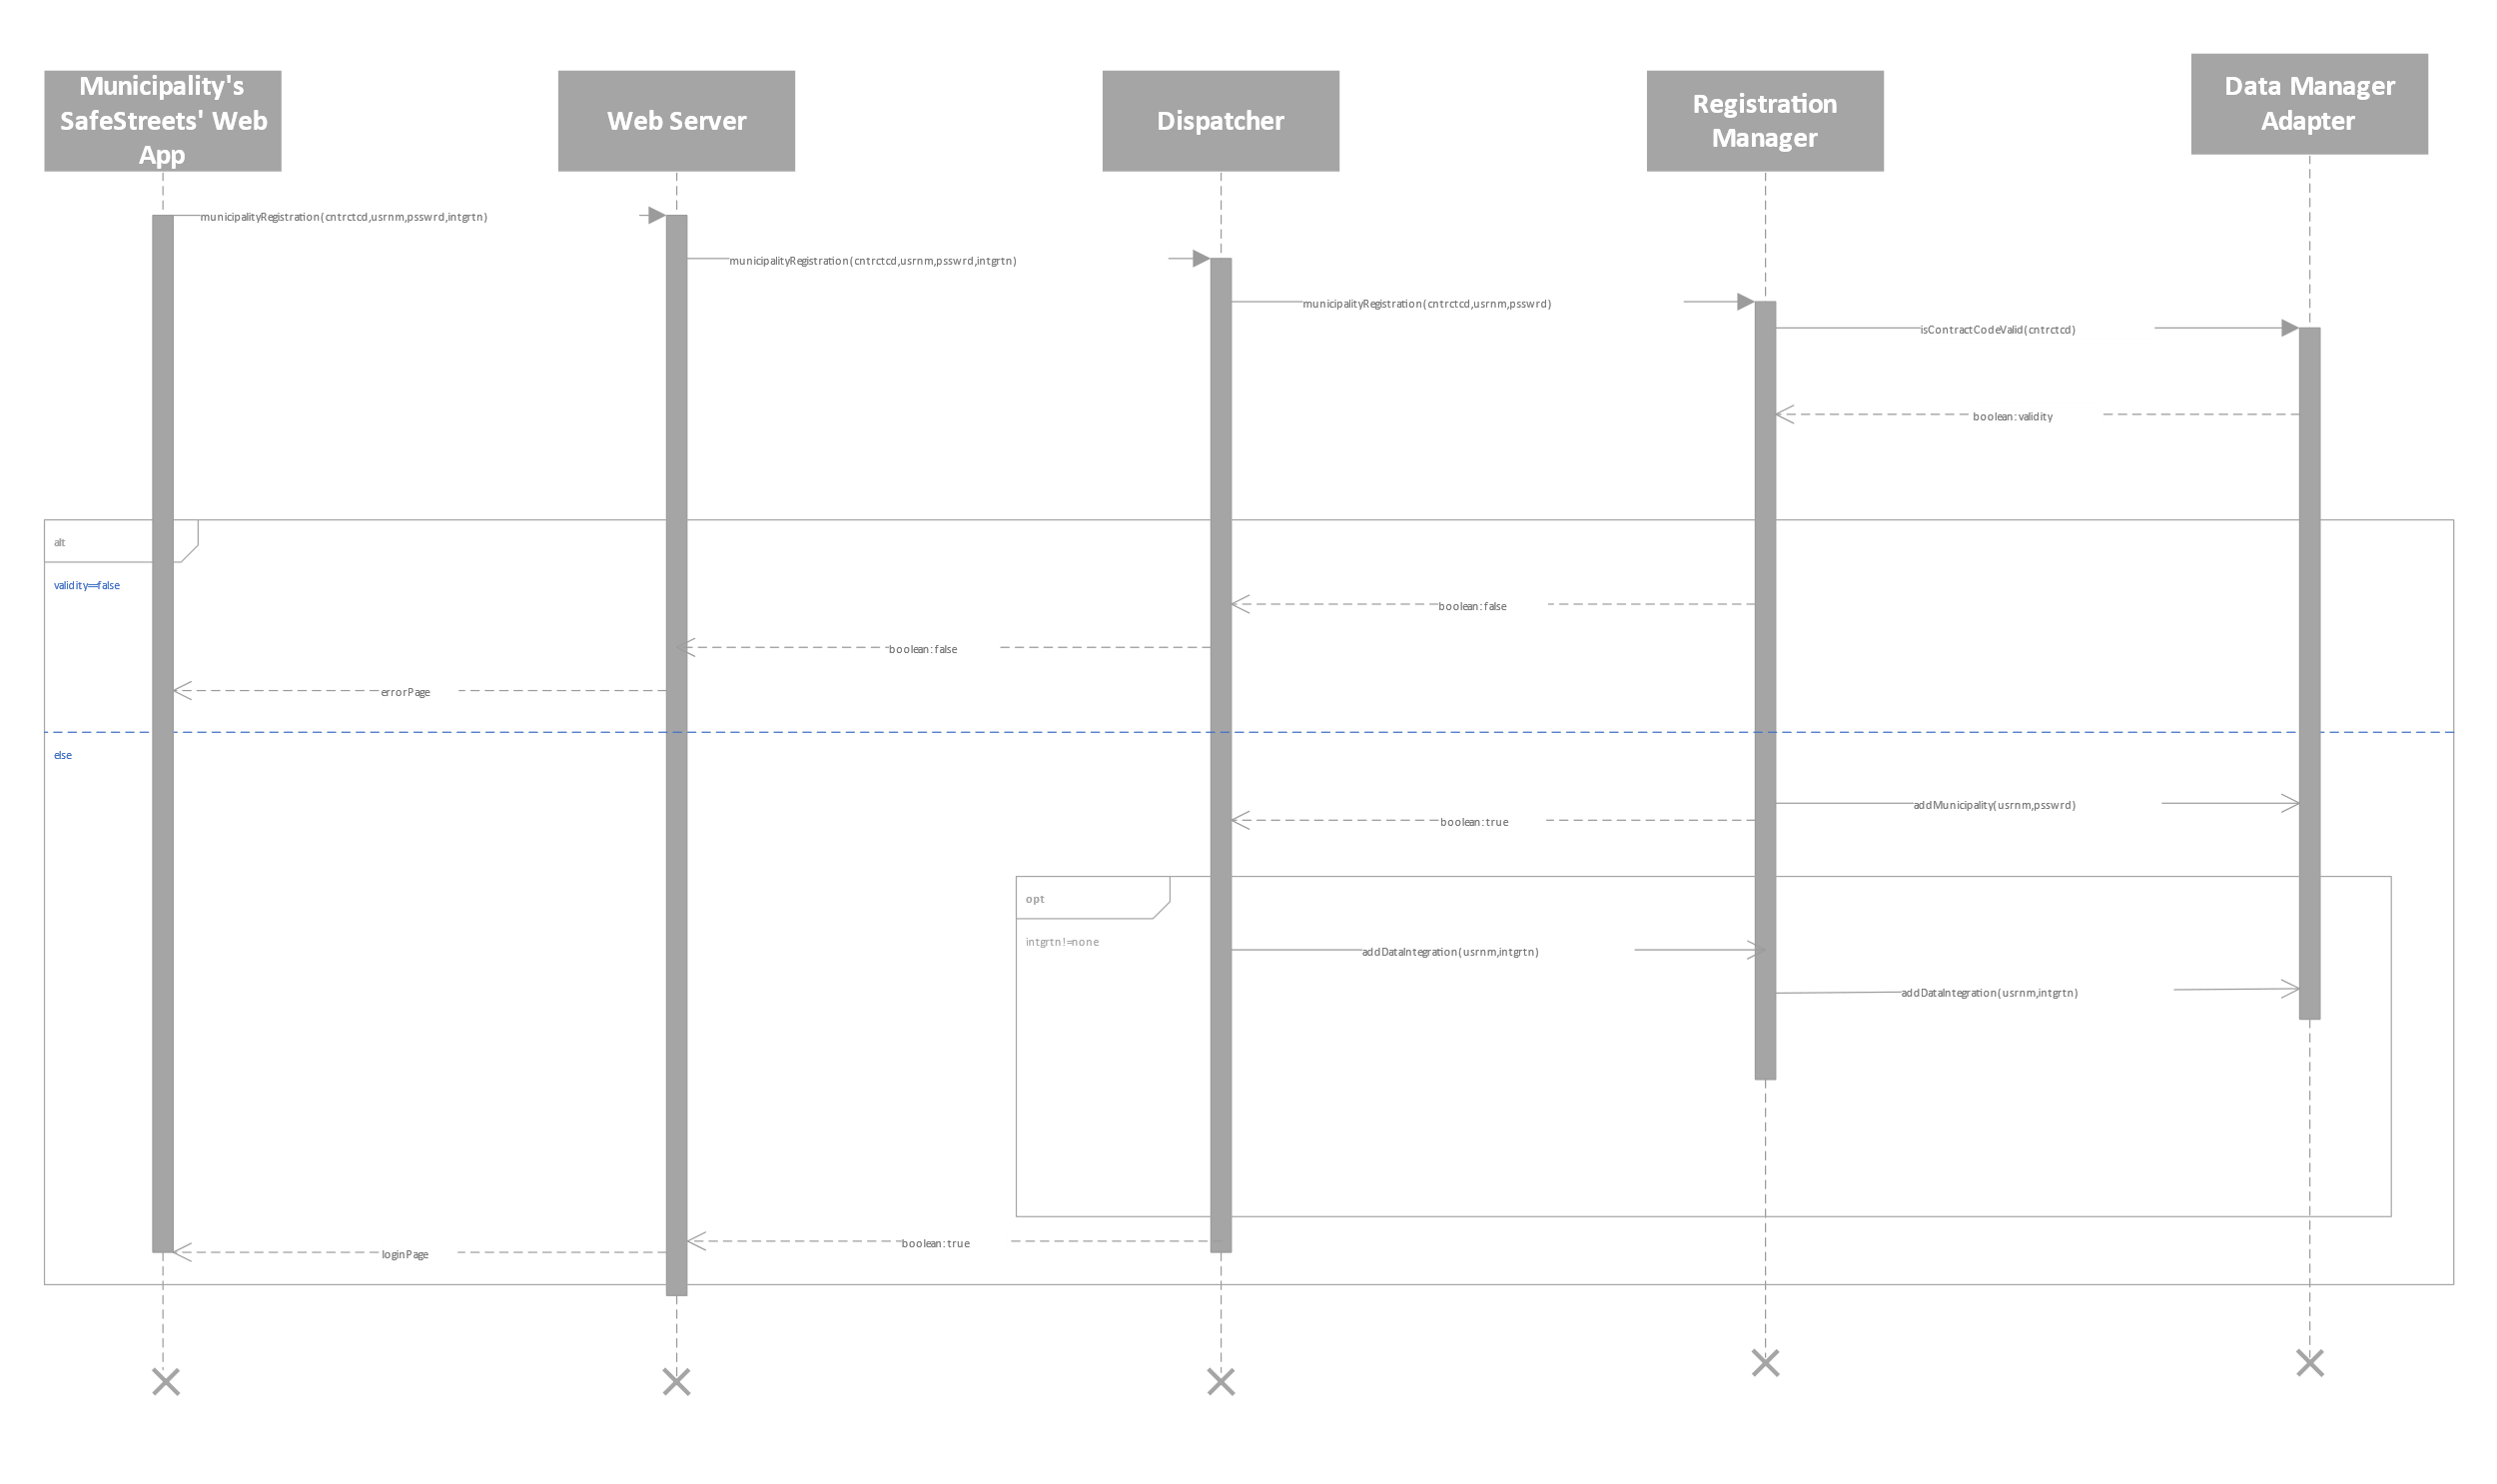 Municipality's
SafeStreets' Web
App
Web Server
Dispatcher
Registration
Manager
Data Manager
Adapter
municipalityRegistration(cntrctcd,usrnm,psswrd,intgrtn)
municipalityRegistration(cntrctcd,usrnm,psswrd,intgrtn)
municipalityRegistration(cntrctcd,usrnm,psswrd)
isContractCodeValid(cntrctcd)
boolean:validity
alt
validity==false
boolean:false
boolean:false
errorPage
else
addMunicipality(usrnm,psswrd)
boolean:true
opt
intgrtn!=none
addDataIntegration(usrnm,intgrtn)
addDataIntegration(usrnm,intgrtn)
boolean:true
loginPage